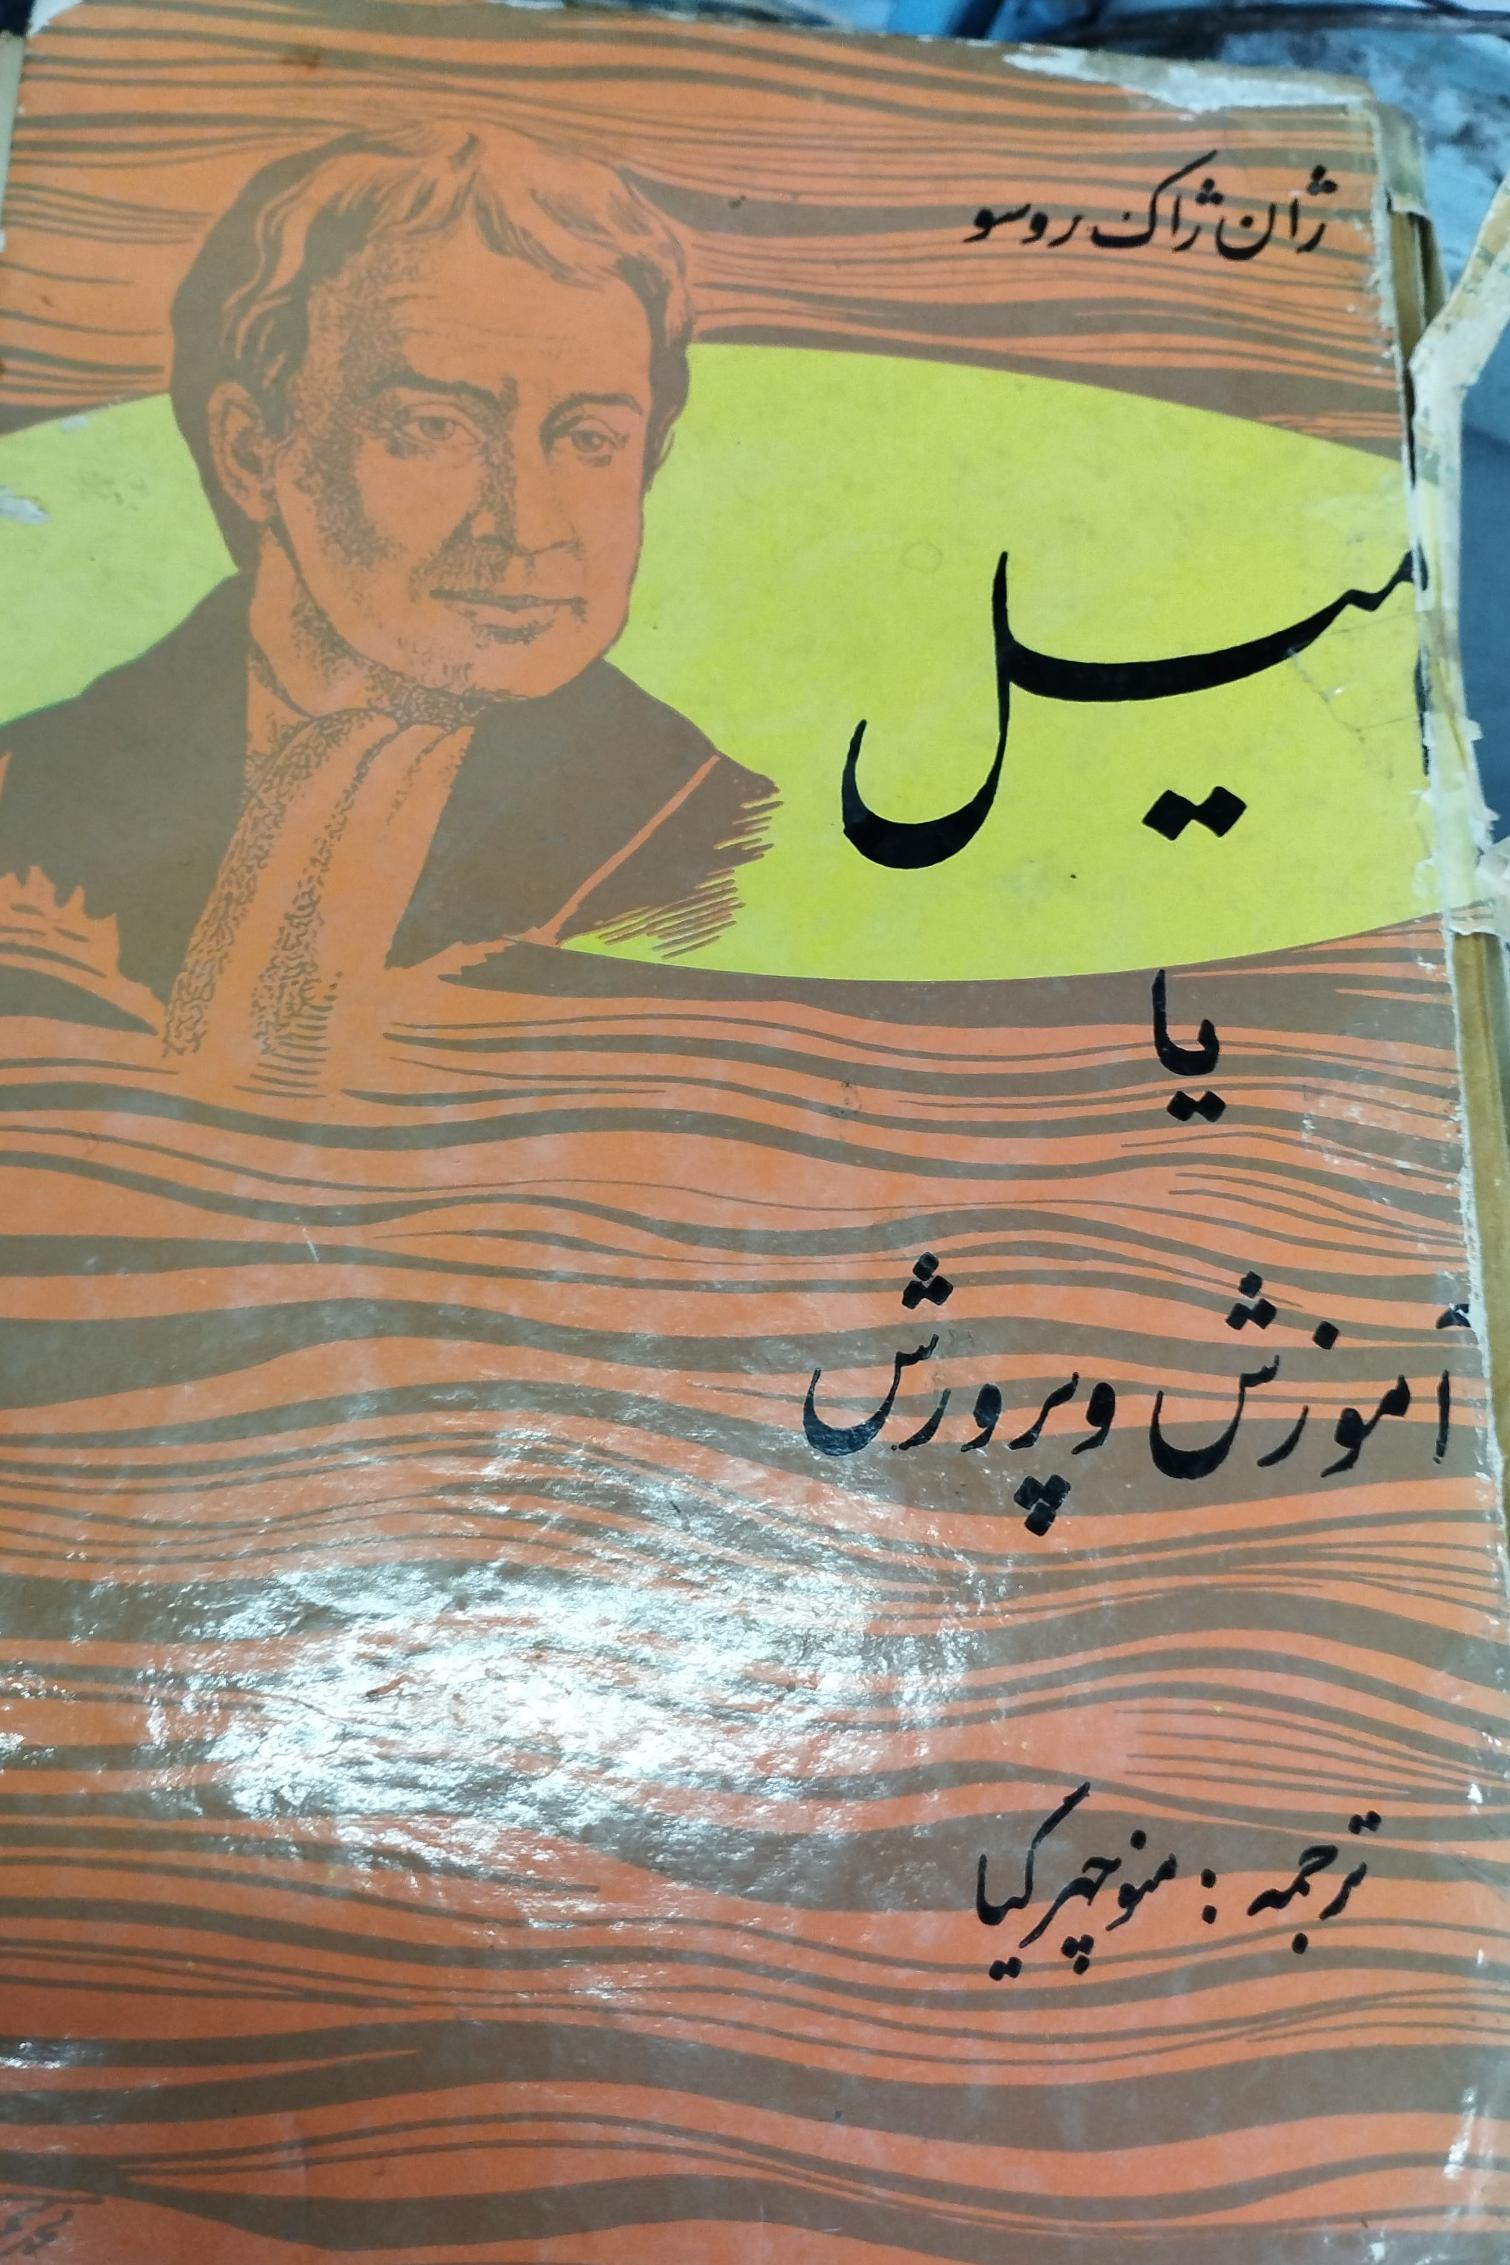 ژان ژاک روسو
امیل
یا
آموزش و پرورش
ترجمه : منوچهر کیا